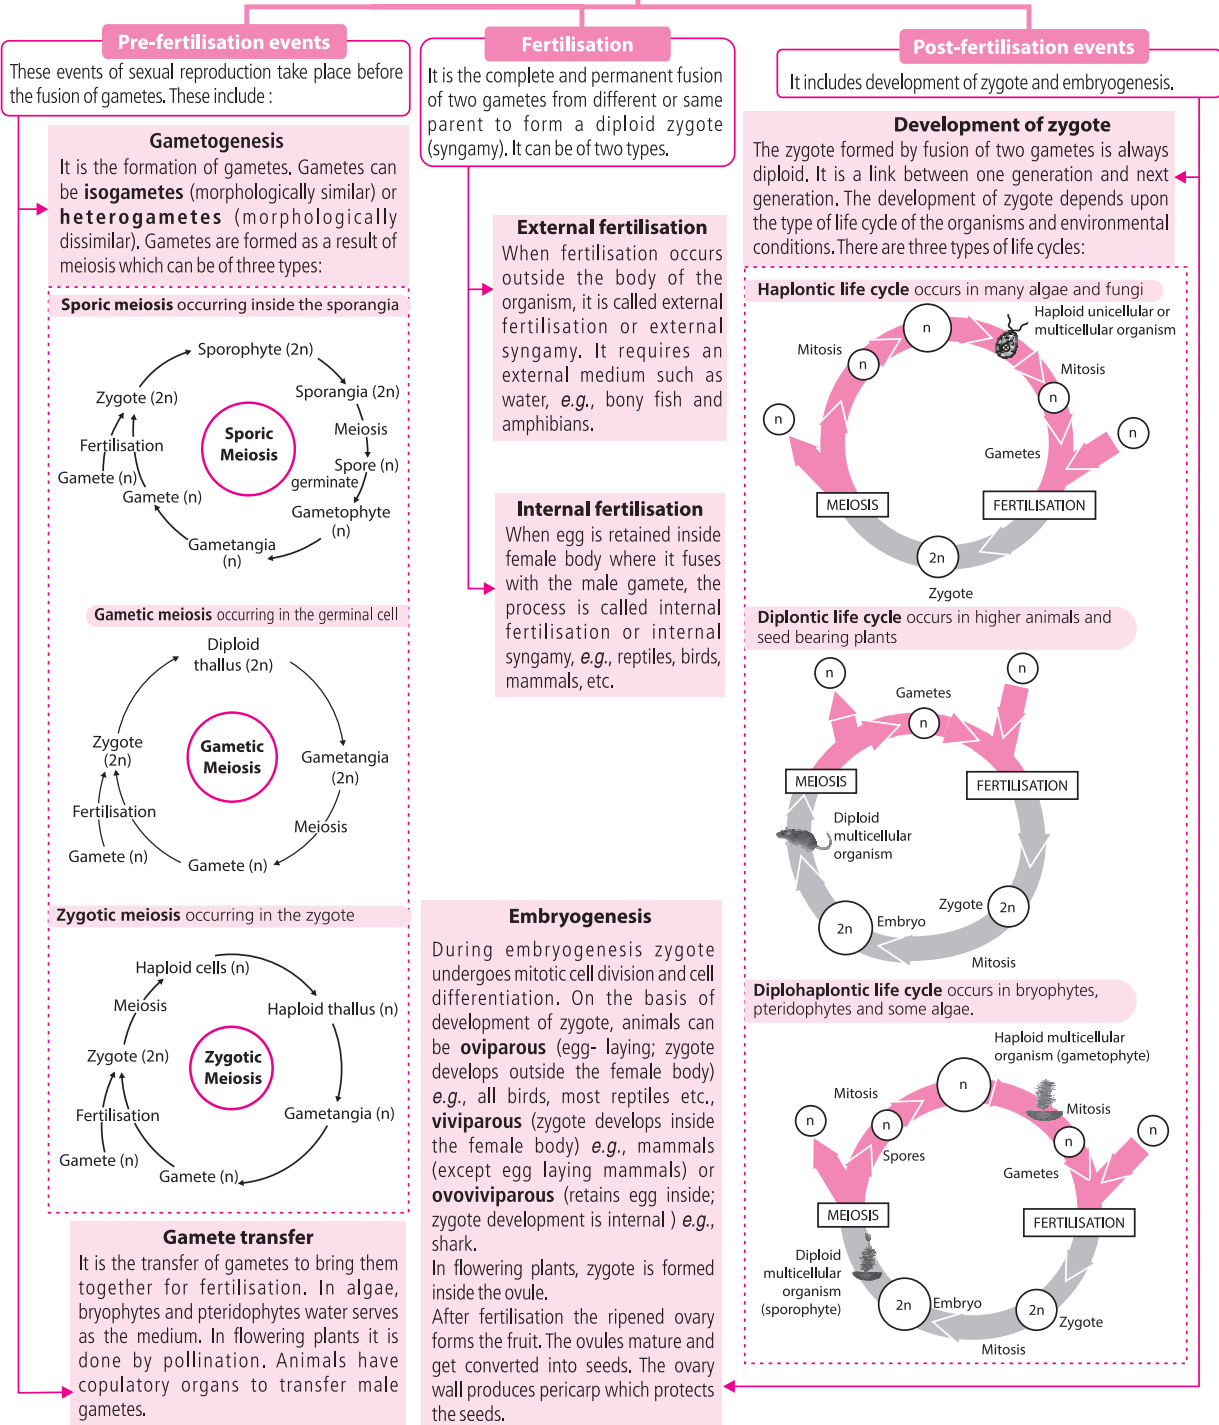 Pre-fertilisation events
These events of sexual reproduction take place before
the fusion of gametes. These include :
Gametogenesis
It is the formation of gametes. Gametes can
be isogametes (morphologically similar) or
heterogametes (morphologically
dissimilar). Gametes are formed as a result of
meiosis which can be of three types:
Sporic meiosis occurring inside the sporangia
Sporophyte (2n)
Sporangia (2n)
Meiosis
Spore (n)
germinate
Gametophyte
(n)
Gametangia
(n)
Gamete (n)
Gamete (n)
Fertilisation
Zygote (2n)
Sporic
Meiosis
Gametic meiosis occurring in the germinal cell
Diploid
thallus (2n)
Gametangia
(2n)
Meiosis
Gamete (n)
Gamete (n)
Fertilisation
Zygote
(2n)
Gametic
Meiosis
Zygotic meiosis occurring in the zygote
Haploid cells (n)
Haploid thallus (n)
Gametangia (n)
Gamete (n)
Gamete (n)
Fertilisation
Zygote (2n)
Meiosis
Zygotic
Meiosis
Gamete transfer
It is the transfer of gametes to bring them
together for fertilisation. In algae,
bryophytes and pteridophytes water serves
as the medium. In flowering plants it is
done by pollination. Animals have
copulatory organs to transfer male
gametes.
Fertilisation
It is the complete and permanent fusion
of two gametes from different or same
parent to form a diploid zygote
(syngamy). It can be of two types.
External fertilisation
When fertilisation occurs
outside the body of the
organism, it is called external
fertilisation or external
syngamy. It requires an
external medium such as
water, e.g., bony fish and
amphibians.
Internal fertilisation
When egg is retained inside
female body where it fuses
with the male gamete, the
process is called internal
fertilisation or internal
syngamy, e.g., reptiles, birds,
mammals, etc.
Embryogenesis
During embryogenesis zygote
undergoes mitotic cell division and cell
differentiation. On the basis of
development of zygote, animals can
be oviparous (egg- laying; zygote
develops outside the female body)
e.g., all birds, most reptiles etc.,
viviparous (zygote develops inside
the female body) e.g., mammals
(except egg laying mammals) or
ovoviviparous (retains egg inside;
zygote development is internal ) e.g.,
shark.
In flowering plants, zygote is formed
inside the ovule.
After fertilisation the ripened ovary
forms the fruit. The ovules mature and
get converted into seeds. The ovary
wall produces pericarp which protects
the seeds.
Post-fertilisation events
It includes development of zygote and embryogenesis.
Development of zygote
The zygote formed by fusion of two gametes is always
diploid. It is a link between one generation and next
generation. The development of zygote depends upon
the type of life cycle of the organisms and environmental
conditions. There are three types of life cycles:
Haplontic life cycle occurs in many algae and fungi
n
Haploid unicellular or
multicellular organism
Mitosis
n
Mitosis
n
n
n
Gametes
MEIOSIS
FERTILISATION
2n
Zygote
Diplontic life cycle occurs in higher animals and
seed bearing plants
n
n
Gametes
n
MEIOSIS
FERTILISATION
Diploid
multicellular
organism
Zygote
2n
2n
Embryo
Mitosis
Diplohaplontic life cycle occurs in bryophytes,
pteridophytes and some algae.
Haploid multicellular
organism (gametophyte)
n
Mitosis
Mitosis
n
n
n
n
Spores
Gametes
MEIOSIS
FERTILISATION
Diploid
multicellular
organism
(sporophyte)
2n
Embryo
2n
Zygote
Mitosis